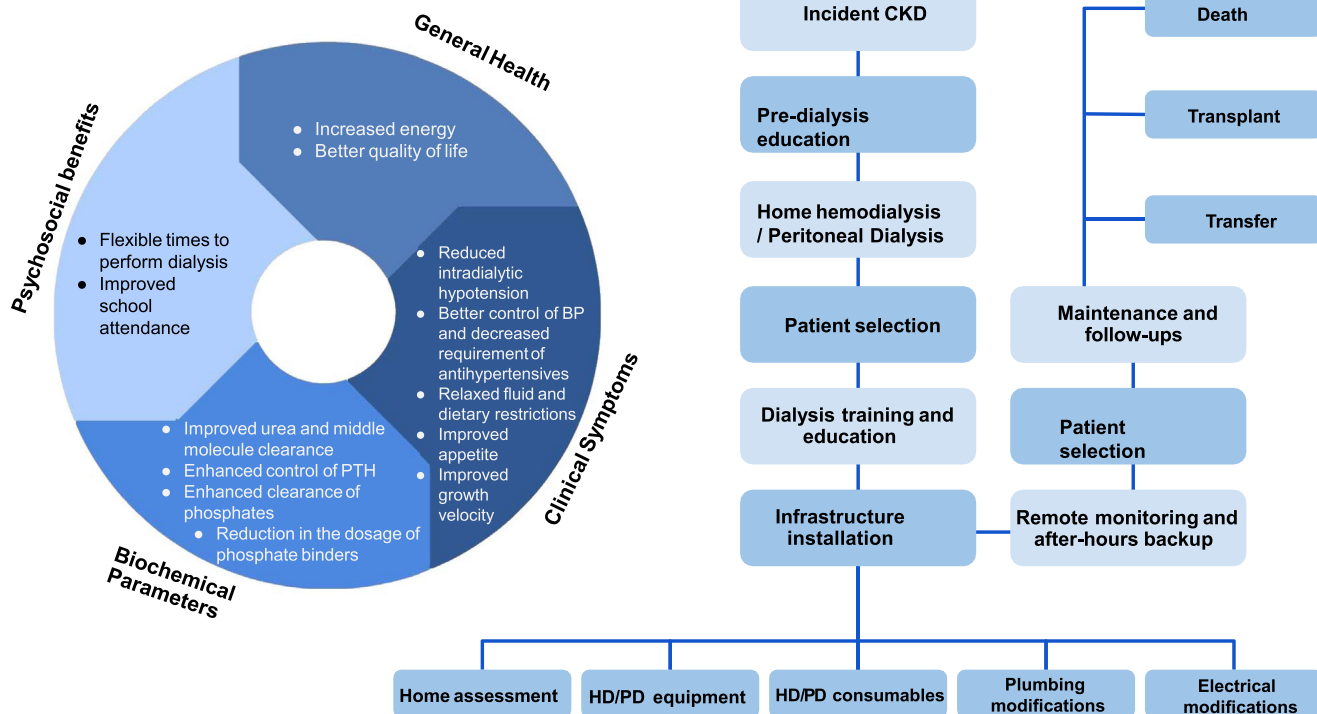 General Health
● Increased energy
● Better quality of life
Psychosocial benefits
● Flexible times to
perform dialysis
● Improved
school
attendance
● Reduced
intradialytic
hypotension
● Better control of BP
and decreased
requirement of
antihypertensives
● Relaxed fluid and
dietary restrictions
● Improved
appetite
● Improved
growth
velocity
Clinical Symptoms
● Improved urea and middle
molecule clearance
● Enhanced control of PTH
● Enhanced clearance of
phosphates
● Reduction in the dosage of
phosphate binders
Biochemical
Parameters
Incident CKD
Pre-dialysis
education
Home hemodialysis
/ Peritoneal Dialysis
Patient selection
Dialysis training and
education
Infrastructure
installation
Death
Transplant
Transfer
Maintenance and
follow-ups
Patient
selection
Remote monitoring and
after-hours backup
Home assessment
HD/PD equipment
HD/PD consumables
Plumbing
modifications
Electrical
modifications